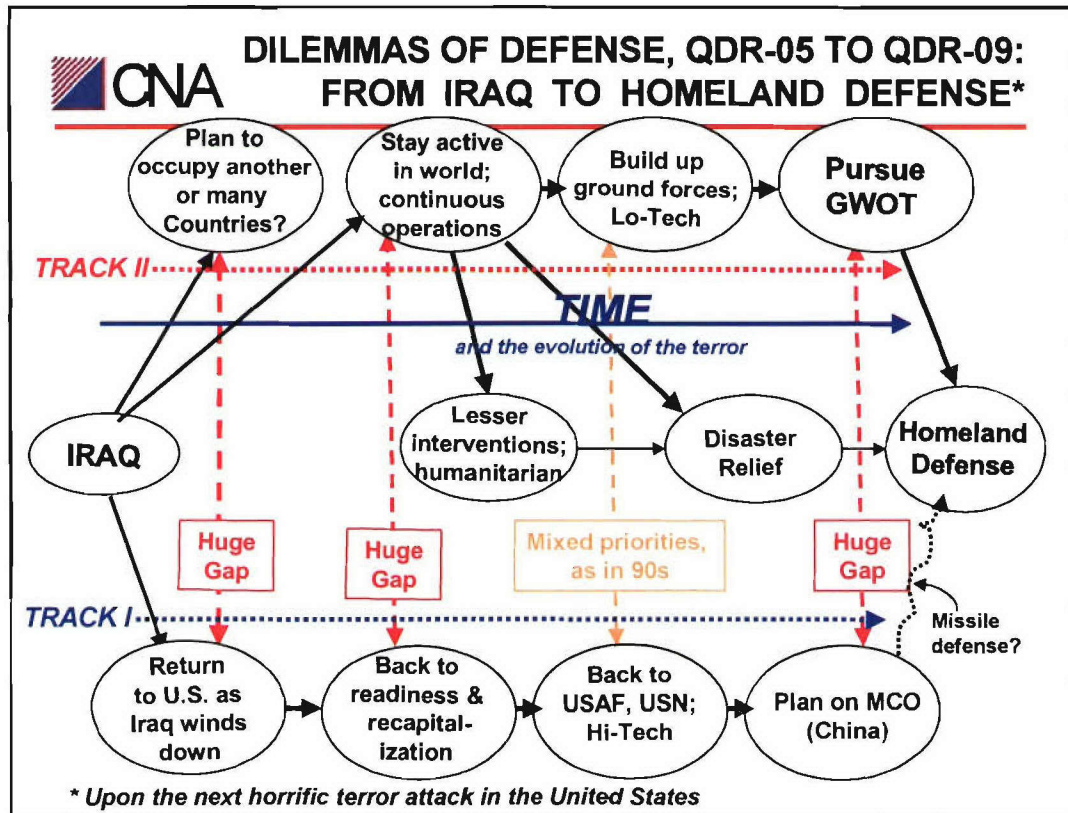 CNA
DILEMMAS OF DEFENSE, QDR-05 TO QDR-09:
FROM IRAQ TO HOMELAND DEFENSE*
Plan to
occupy another
or many
Countries?
Stay active
in world;
continuous
operations
Build up
ground forces;
Lo-Tech
Pursue
GWOT
TRACK II
TIME
and the evolution of the terror
IRAQ
Lesser
interventions;
humanitarian
Disaster
Relief
Homeland
Defense
Huge
Gap
Huge
Gap
Mixed priorities,
as in 90s
Huge
Gap
TRACK I
Missile
defense?
Return
to U.S. as
Iraq winds
down
Back to
readiness &
recapital-
ization
Back to
USAF, USN;
Hi-Tech
Plan on MCO
(China)
* Upon the next horrific terror attack in the United States